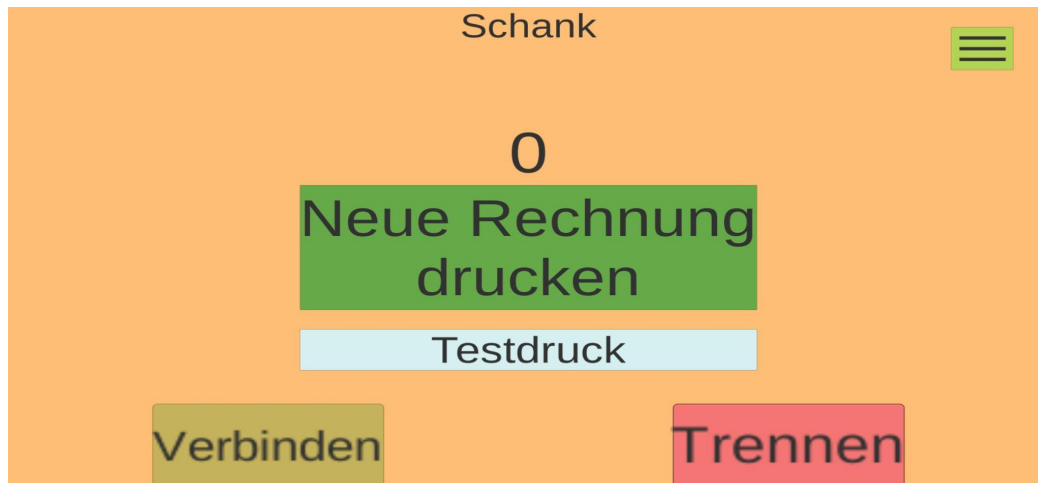 Schank
0
Neue Rechnung
drucken
Testdruck
Verbinden
Trennen